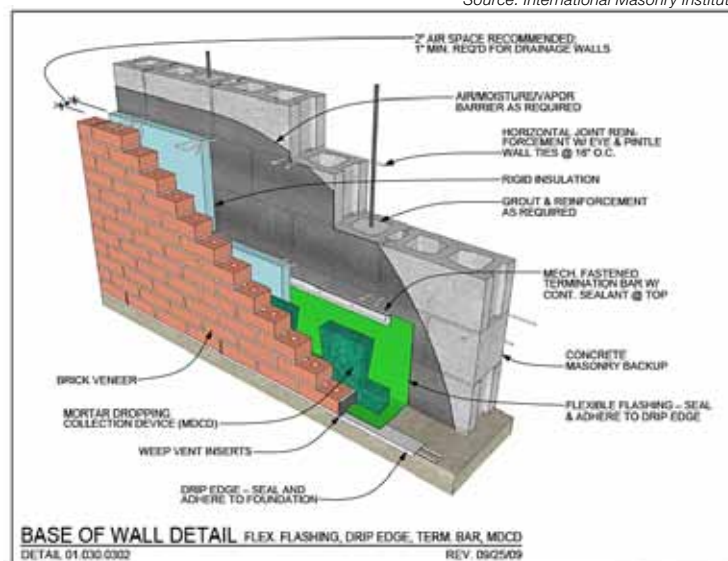 Source: International Masonry Institut
2" AIR SPACE RECOMMENDED;
1" MIN. REQ'D FOR DRAINAGE WALLS
AIR/MOISTURE/VAPOR
BARRIER AS REQUIRED
HORIZONTAL JOINT REIN-
FORCEMENT W/ EYE & PINTLE
WALL TIES @ 16" O.C.
RIGID INSULATION
GROUT & REINFORCEMENT
AS REQUIRED
MECH. FASTENED
TERMINATION BAR W/
CONT. SEALANT @ TOP
CONCRETE
MASONRY BACKUP
FLEXIBLE FLASHING – SEAL
& ADHERE TO DRIP EDGE
BRICK VENEER
MORTAR DROPPING
COLLECTION DEVICE (MDCD)
WEEP VENT INSERTS
DRIP EDGE – SEAL AND
ADHERE TO FOUNDATION
BASE OF WALL DETAIL FLEX. FLASHING, DRIP EDGE, TERM. BAR, MDCD
DETAIL 01.030.0302 REV. 09/25/09